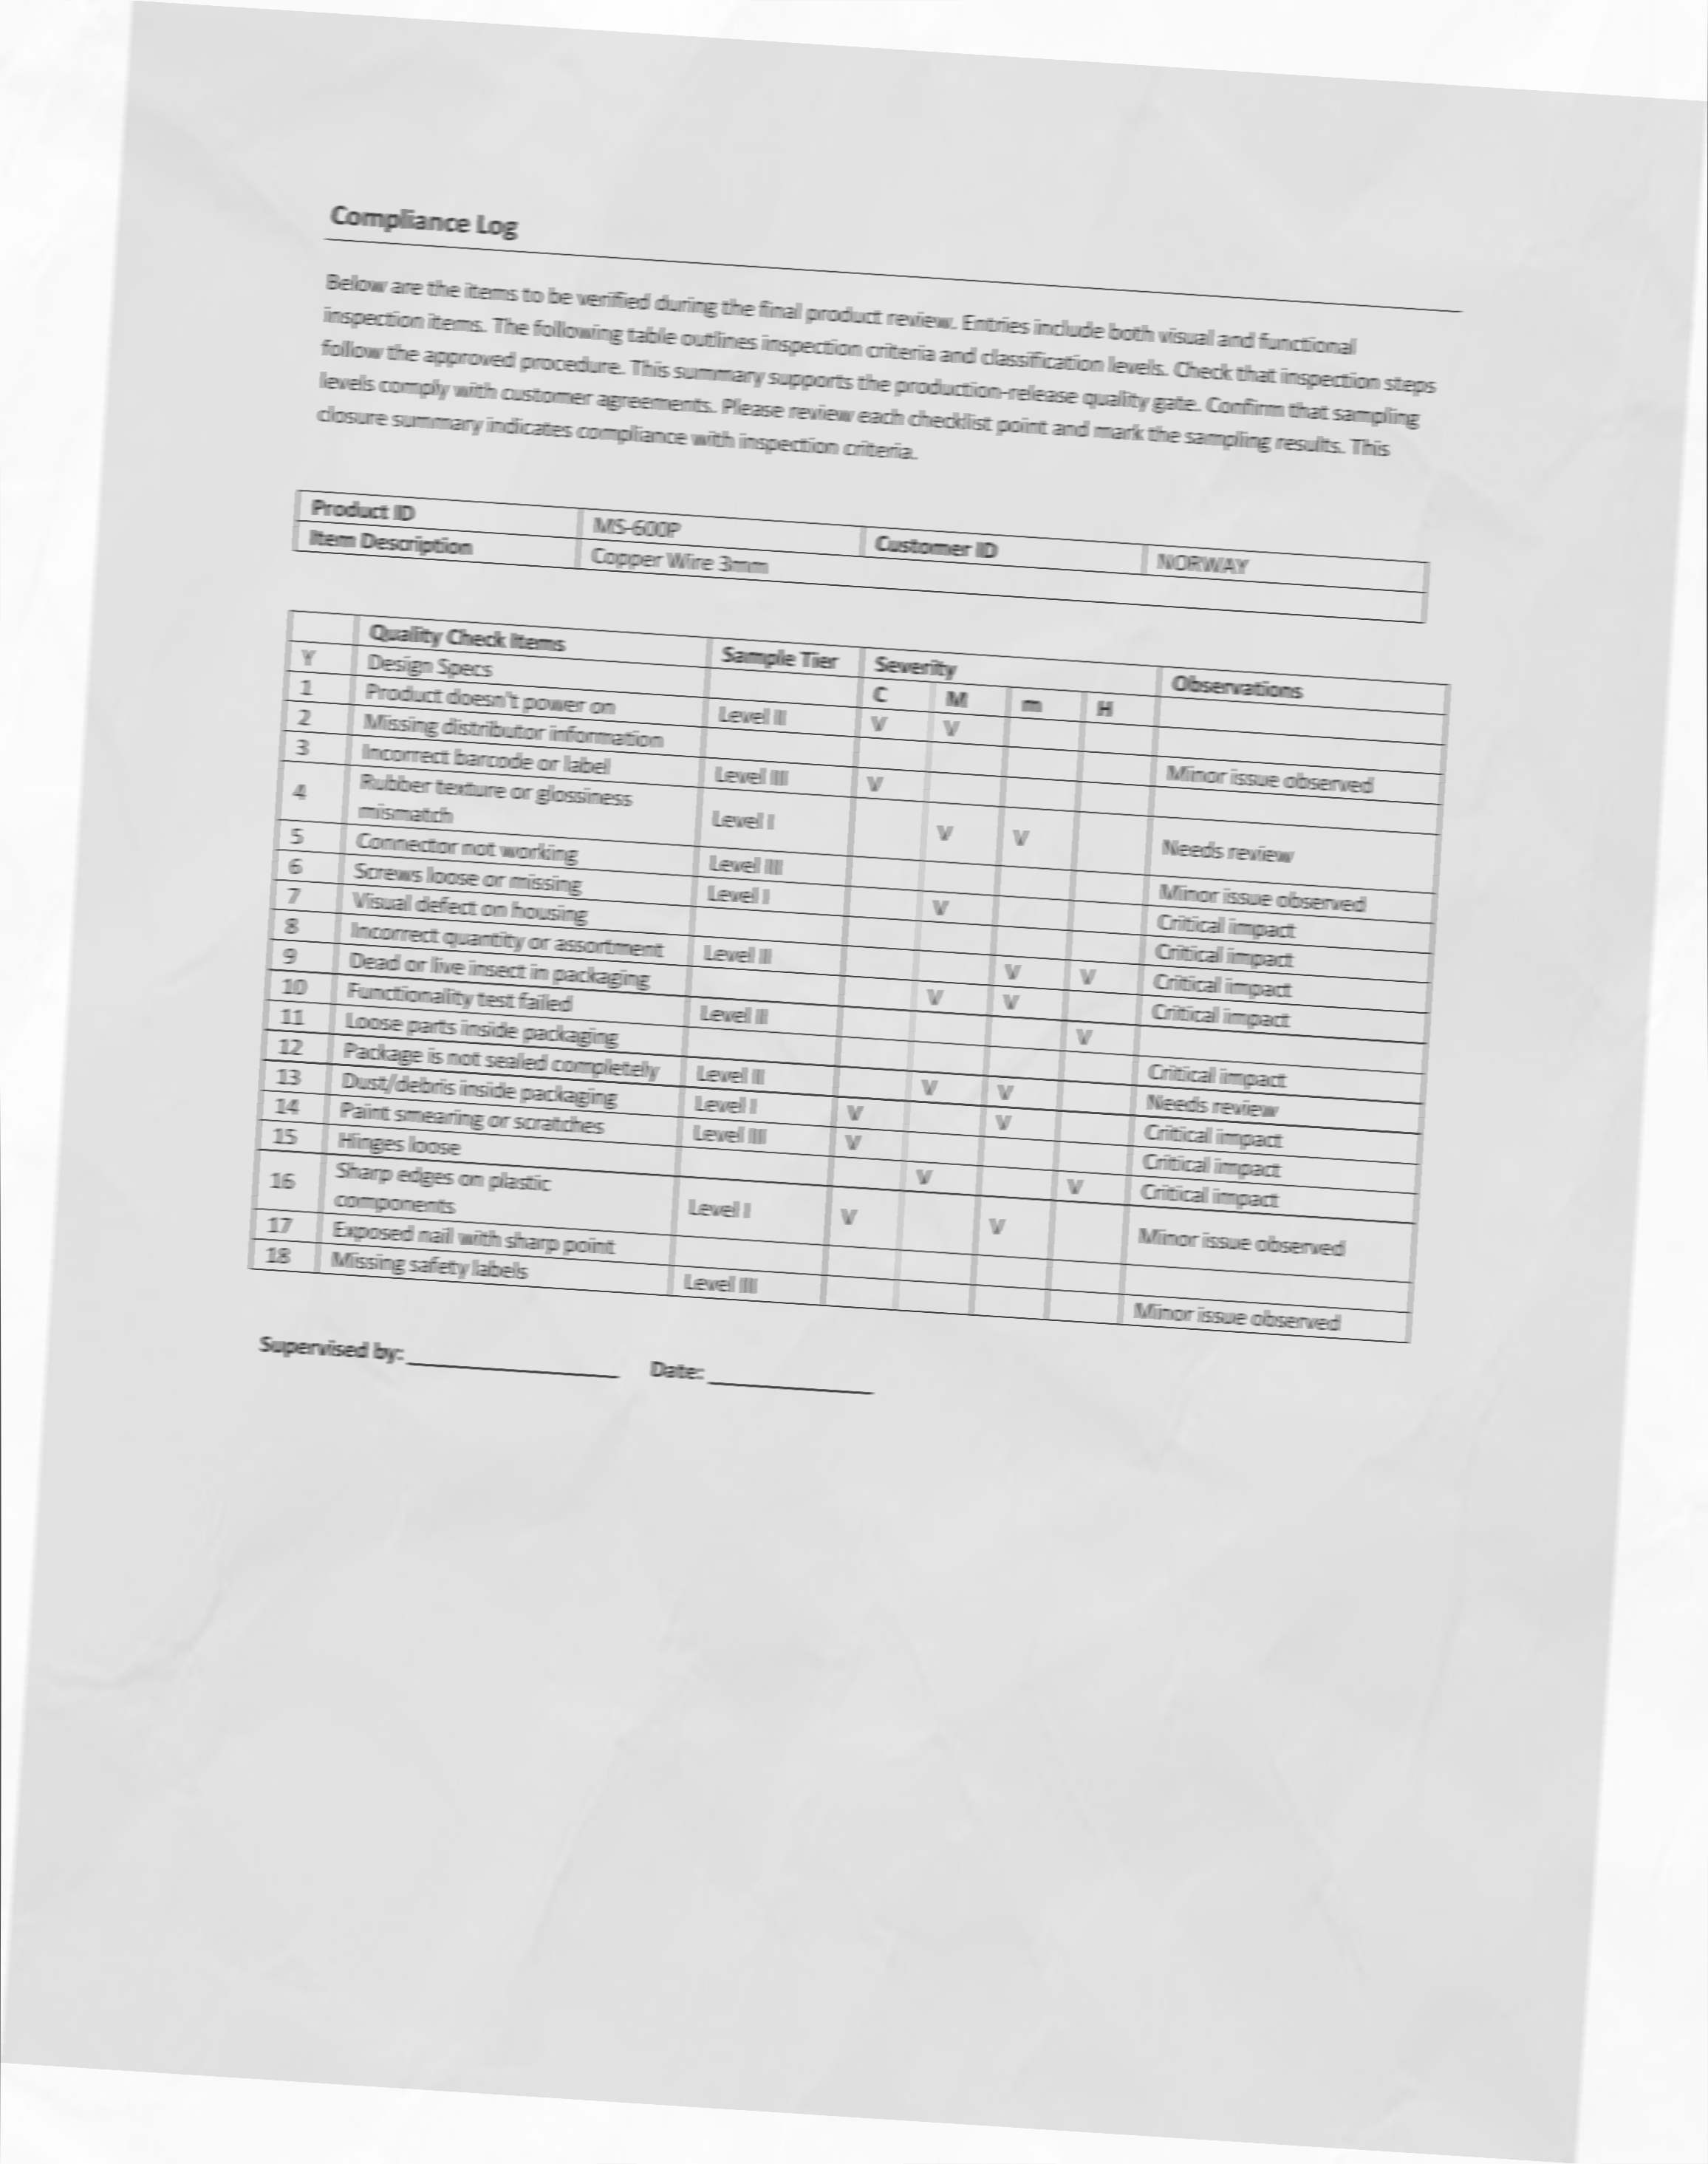 Compliance Log
Below are the items to be verified during the final product review. Entries include both visual and functional
inspection items. The following table outlines inspection criteria and classification levels. Check that inspection steps
follow the approved procedure. This summary supports the production-release quality gate. Confirm that sampling
levels comply with customer agreements. Please review each checklist point and mark the sampling results. This
closure summary indicates compliance with inspection criteria.
Product ID MS-600P Customer ID NORWAY
Item Description Copper Wire 3mm
Quality Check Items Sample Tier Severity Observations
Y Design Specs C M m H
1 Product doesn't power on Level II V V
2 Missing distributor information Minor issue observed
3 Incorrect barcode or label Level III V
4 Rubber texture or glossiness
mismatch Level I V V Needs review
5 Connector not working Level III Minor issue observed
6 Screws loose or missing Level I V Critical impact
7 Visual defect on housing Critical impact
8 Incorrect quantity or assortment Level II V V Critical impact
9 Dead or live insect in packaging V V Critical impact
10 Functionality test failed Level II V
11 Loose parts inside packaging Critical impact
12 Package is not sealed completely Level II V V Needs review
13 Dust/debris inside packaging Level I V V Critical impact
14 Paint smearing or scratches Level III V Critical impact
15 Hinges loose V V Critical impact
16 Sharp edges on plastic
components Level I V V Minor issue observed
17 Exposed nail with sharp point
18 Missing safety labels Level III Minor issue observed
Supervised by: Date: